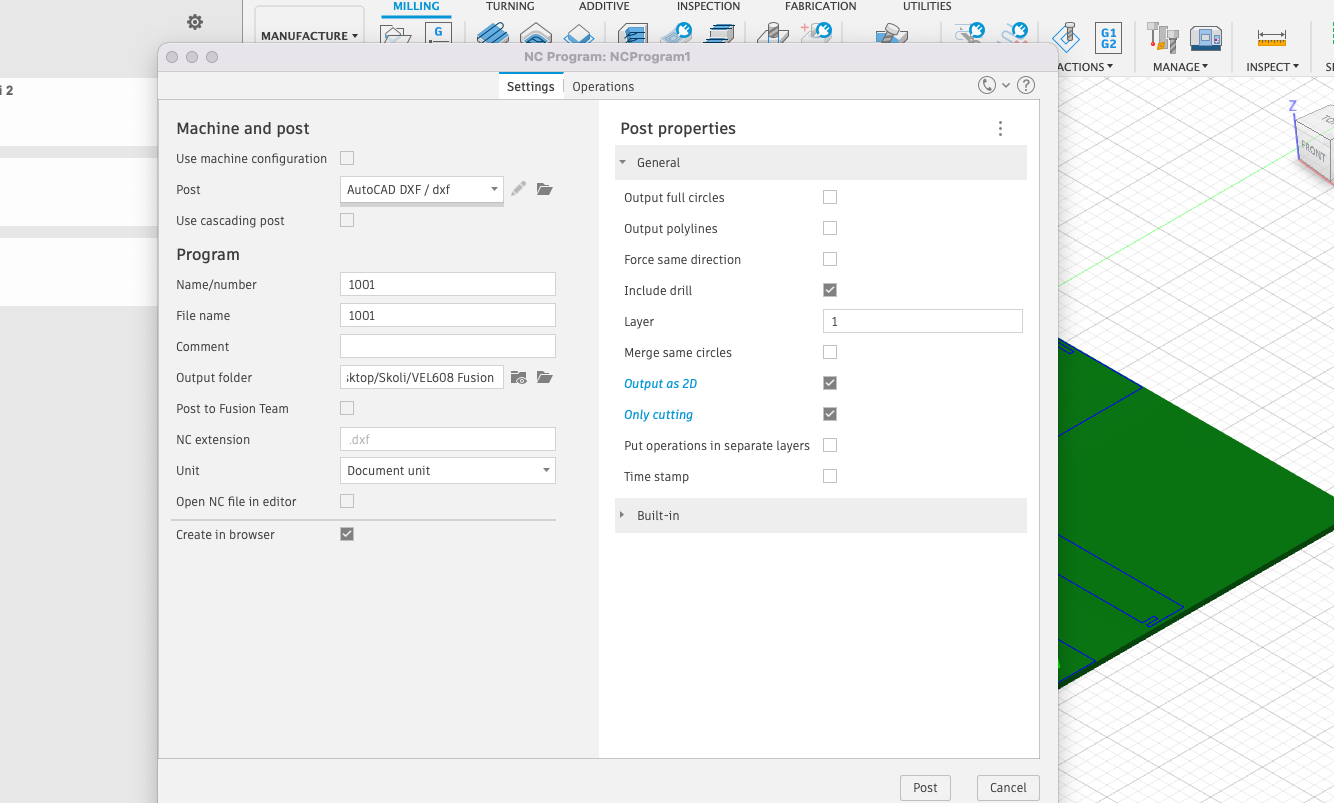 MILLING TURNING ADDITIVE INSPECTION FABRICATION UTILITIES
MANUFACTURE
G
G1
G2
ACTIONS MANAGE INSPECT
NC Program: NCProgram1
i 2
Settings Operations
Machine and post
Use machine configuration
Post AutoCAD DXF / dxf
Use cascading post
Program
Name/number 1001
File name 1001
Comment
Output folder ktop/Skoli/VEL608 Fusion
Post to Fusion Team
NC extension .dxf
Unit Document unit
Open NC file in editor
Create in browser
Post properties
General
Output full circles
Output polylines
Force same direction
Include drill
Layer 1
Merge same circles
Output as 2D
Only cutting
Put operations in separate layers
Time stamp
Built-in
Post Cancel
Z
FRONT